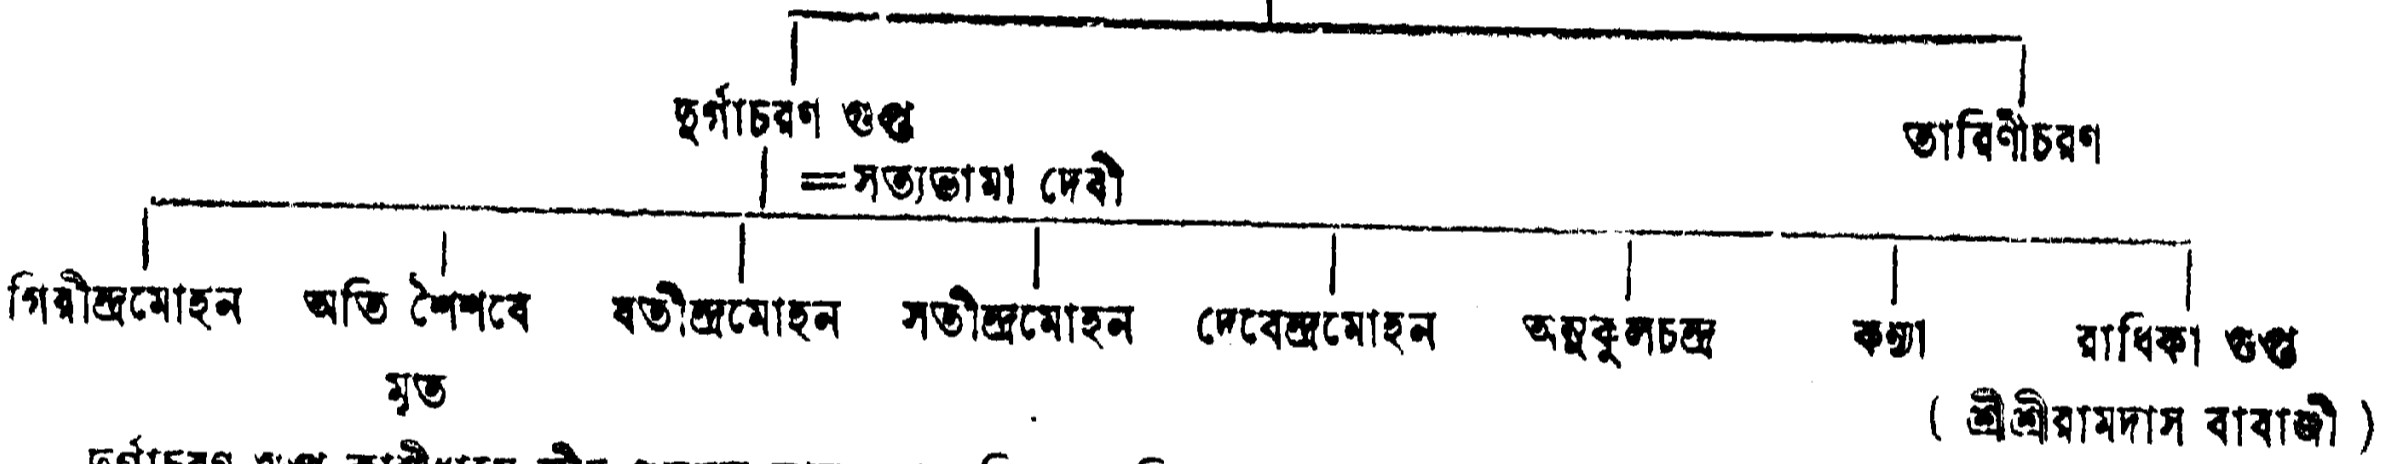 দুর্গাচরণ গুপ্ত তারিণীচরণ
=সত্যভামা দেবী
গিরীন্দ্রমোহন অতি শৈশবে যতীন্দ্রমোহন সতীন্দ্রমোহন দেবেন্দ্রমোহন অনুকুলচন্দ্র কন্যা রাধিকা গুপ্ত
মৃত
( শ্রীশ্রীরামদাস বাবাজী )
দুর্গাচরণ গুপ্ত